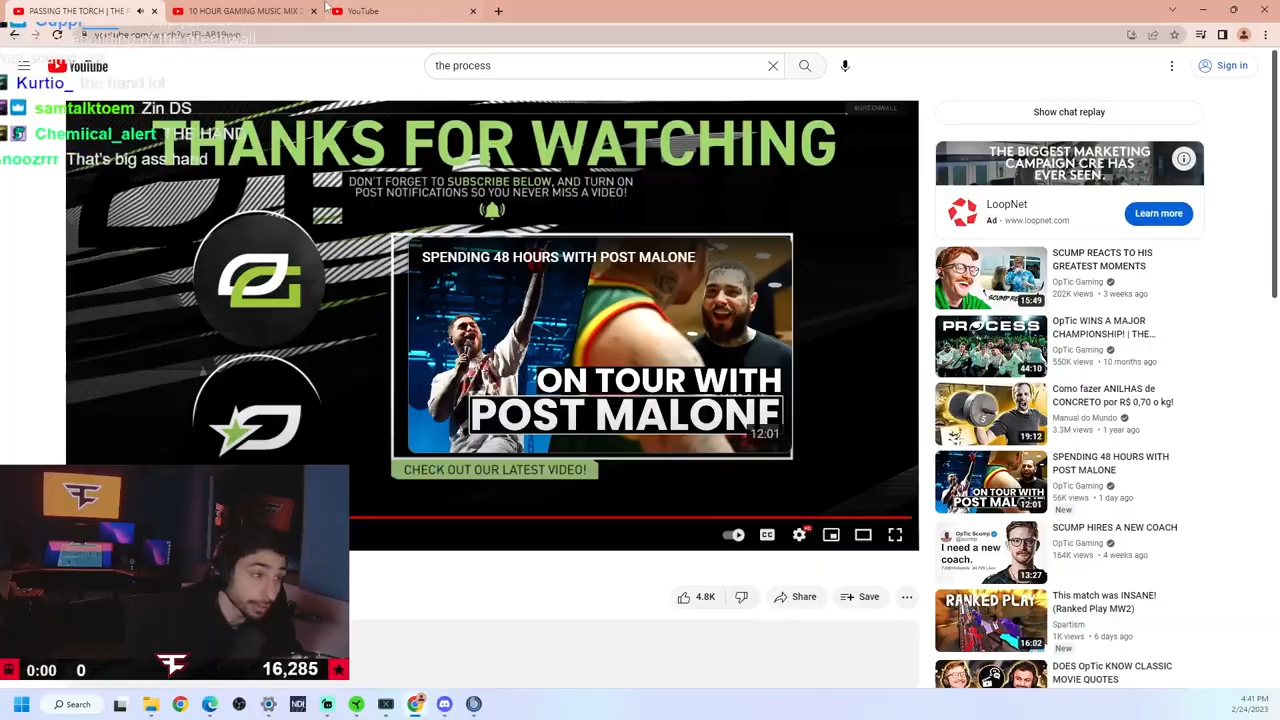 PASSING THE TORCH | THE P
10 HOUR GAMING MUSIC MIX 2
YouTube
YouTube
the process
Sign in
Kurtio_ the hand lol
samtalktoem Zin DS
Chemiical_alert THE HAND
noozrrr That's big ass hand
#GREENWALL
THANKS FOR WATCHING
DON'T FORGET TO SUBSCRIBE BELOW, AND TURN ON
POST NOTIFICATIONS SO YOU NEVER MISS A VIDEO!
SPENDING 48 HOURS WITH POST MALONE
ON TOUR WITH
POST MALONE
12:01
CHECK OUT OUR LATEST VIDEO!
4.8K
Share
Save
Show chat replay
THE BIGGEST MARKETING
CAMPAIGN CRE HAS
EVER SEEN.
LoopNet
Ad · www.loopnet.com
Learn more
SCUMP REACTS TO HIS
GREATEST MOMENTS
OpTic Gaming
202K views • 3 weeks ago
15:49
PROCESS
OpTic WINS A MAJOR
CHAMPIONSHIP! | THE...
OpTic Gaming
550K views • 10 months ago
44:10
Como fazer ANILHAS de
CONCRETO por R$ 0,70 o kg!
Manual do Mundo
3.3M views • 1 year ago
19:12
SPENDING 48 HOURS WITH
POST MALONE
OpTic Gaming
56K views • 1 day ago
New
ON TOUR WITH
POST MALONE
12:01
SCUMP HIRES A NEW COACH
OpTic Gaming
164K views • 4 weeks ago
OpTic Scump
@scump
I need a new
coach.
13:27
This match was INSANE!
(Ranked Play MW2)
Spartism
1K views • 6 days ago
New
RANKED PLAY
16:02
DOES OpTic KNOW CLASSIC
MOVIE QUOTES
0:00
0
16,285
Search
NDI
4:41 PM
2/24/2023